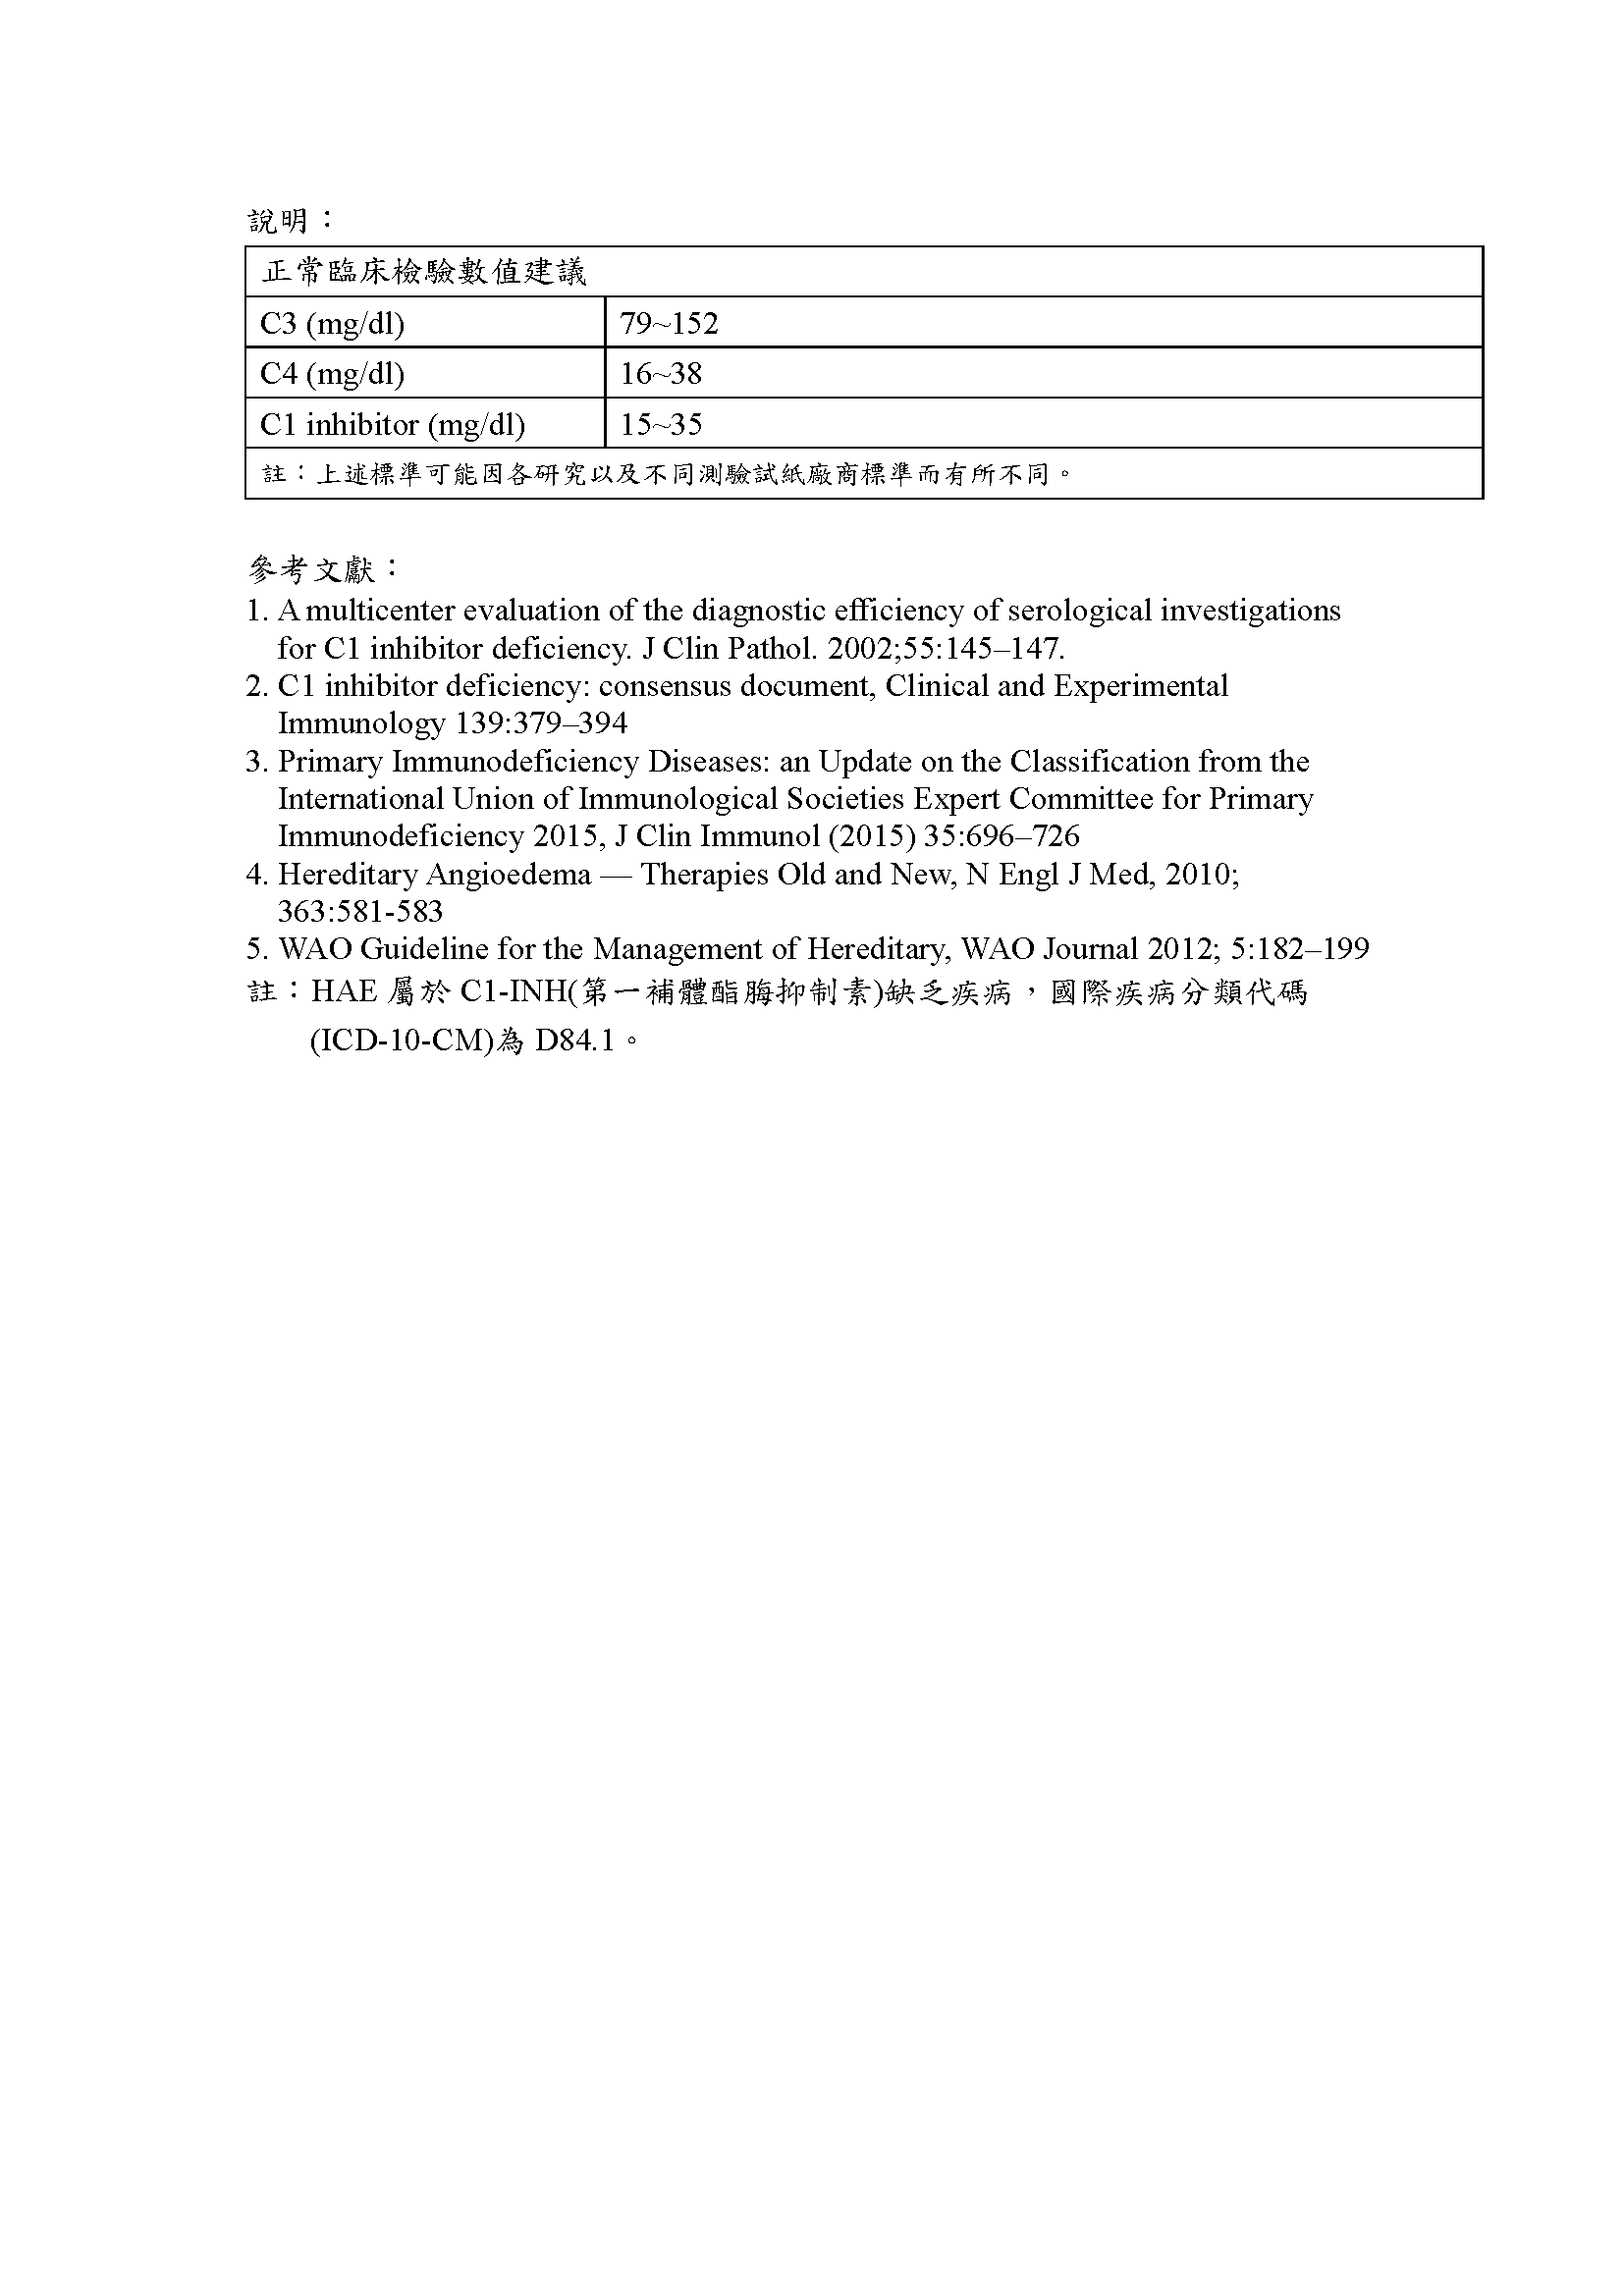 說明：
正常臨床檢驗數值建議
C3 (mg/dl) 79~152
C4 (mg/dl) 16~38
C1 inhibitor (mg/dl) 15~35
註：上述標準可能因各研究以及不同測驗試紙廠商標準而有所不同。
參考文獻：
1. A multicenter evaluation of the diagnostic efficiency of serological investigations
for C1 inhibitor deficiency. J Clin Pathol. 2002;55:145–147.
2. C1 inhibitor deficiency: consensus document, Clinical and Experimental
Immunology 139:379–394
3. Primary Immunodeficiency Diseases: an Update on the Classification from the
International Union of Immunological Societies Expert Committee for Primary
Immunodeficiency 2015, J Clin Immunol (2015) 35:696–726
4. Hereditary Angioedema — Therapies Old and New, N Engl J Med, 2010;
363:581-583
5. WAO Guideline for the Management of Hereditary, WAO Journal 2012; 5:182–199
註：HAE 屬於 C1-INH(第一補體酯脢抑制素)缺乏疾病，國際疾病分類代碼
(ICD-10-CM)為 D84.1。